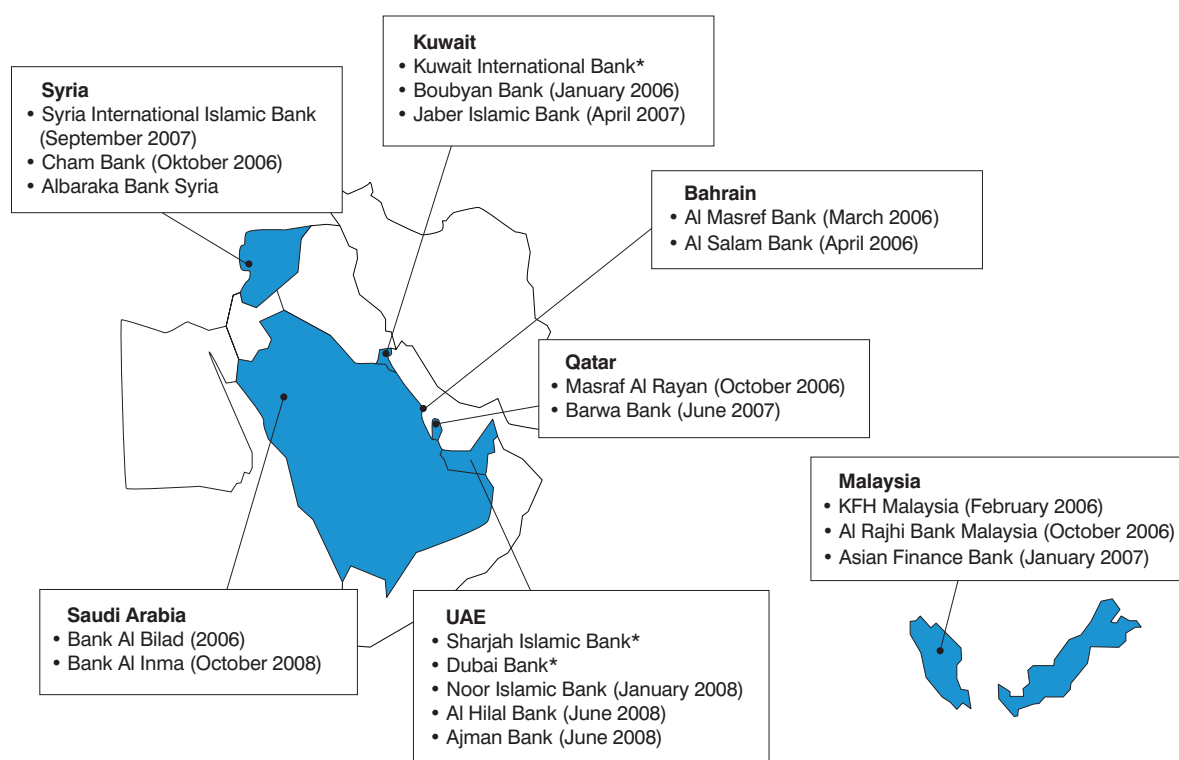 Kuwait
• Kuwait International Bank*
• Boubyan Bank (January 2006)
• Jaber Islamic Bank (April 2007)
Syria
• Syria International Islamic Bank
(September 2007)
• Cham Bank (Oktober 2006)
• Albaraka Bank Syria
Bahrain
• Al Masref Bank (March 2006)
• Al Salam Bank (April 2006)
Qatar
• Masraf Al Rayan (October 2006)
• Barwa Bank (June 2007)
Malaysia
• KFH Malaysia (February 2006)
• Al Rajhi Bank Malaysia (October 2006)
• Asian Finance Bank (January 2007)
Saudi Arabia
• Bank Al Bilad (2006)
• Bank Al Inma (October 2008)
UAE
• Sharjah Islamic Bank*
• Dubai Bank*
• Noor Islamic Bank (January 2008)
• Al Hilal Bank (June 2008)
• Ajman Bank (June 2008)